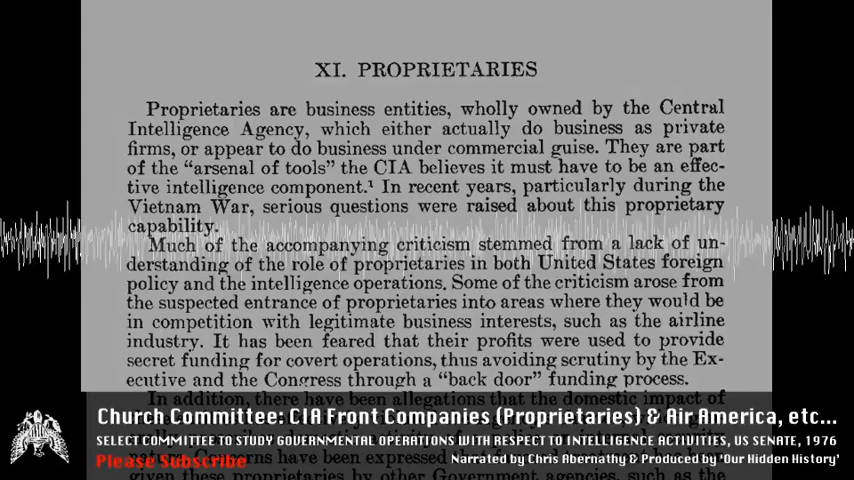 XI. PROPRIETARIES
Proprietaries are business entities, wholly owned by the Central
Intelligence Agency, which either actually do business as private
firms, or appear to do business under commercial guise. They are part
of the “arsenal of tools” the CIA believes it must have to be an effec-
tive intelligence component.¹ In recent years, particularly during the
Vietnam War, serious questions were raised about this proprietary
capability.
Much of the accompanying criticism stemmed from a lack of un-
derstanding of the role of proprietaries in both United States foreign
policy and the intelligence operations. Some of the criticism arose from
the suspected entrance of proprietaries into areas where they would be
in competition with legitimate business interests, such as the airline
industry. It has been feared that their profits were used to provide
secret funding for covert operations, thus avoiding scrutiny by the Ex-
ecutive and the Congress through a “back door” funding process.
In addition, there have been allegations that the domestic impact of
Church Committee: CIA Front Companies (Proprietaries) & Air America, etc...
SELECT COMMITTEE TO STUDY GOVERNMENTAL OPERATIONS WITH RESPECT TO INTELLIGENCE ACTIVITIES, US SENATE, 1976
Please Subscribe
Narrated by Chris Abernathy & Produced by 'Our Hidden History'
given these proprietaries by other Government agencies, such as the